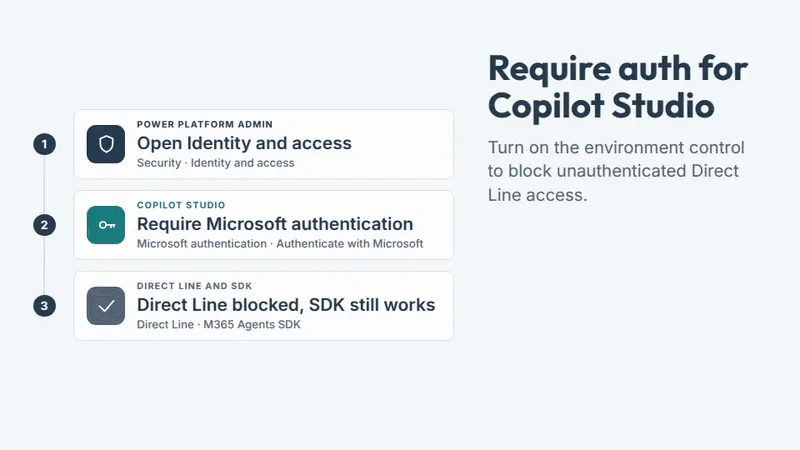 Require auth for
Copilot Studio
Turn on the environment control
to block unauthenticated Direct
Line access.
1
POWER PLATFORM ADMIN
Open Identity and access
Security · Identity and access
2
COPILOT STUDIO
Require Microsoft authentication
Microsoft authentication · Authenticate with Microsoft
3
DIRECT LINE AND SDK
Direct Line blocked, SDK still works
Direct Line · M365 Agents SDK